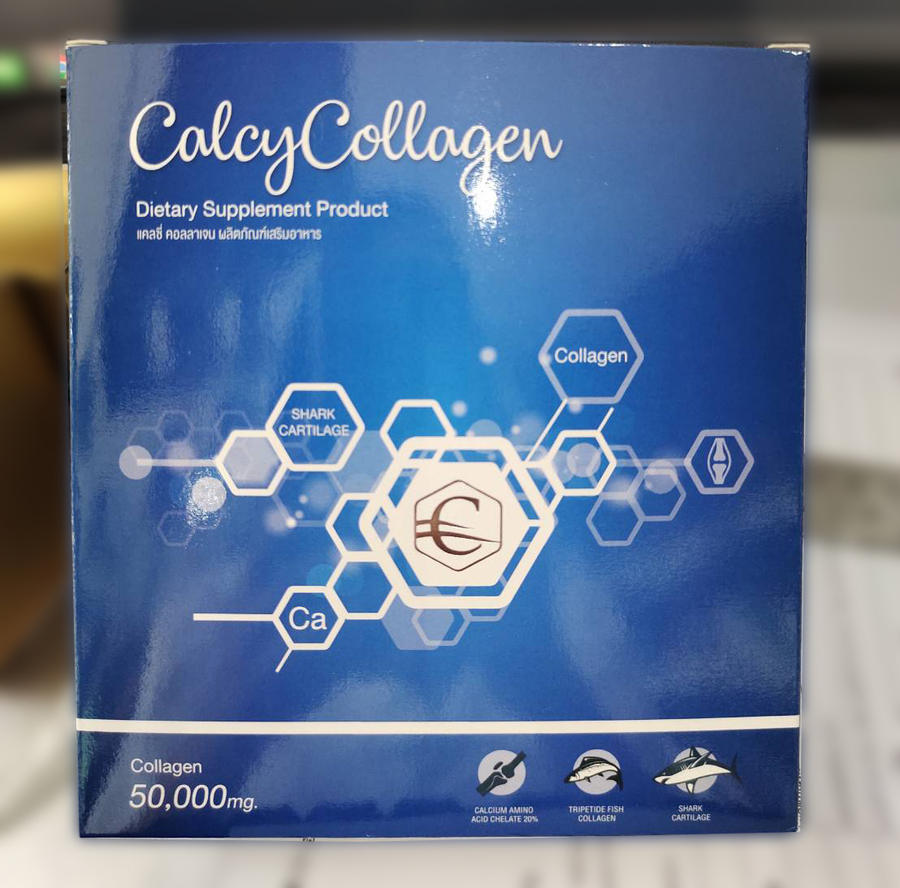 CalcyCollagen
Dietary Supplement Product
แคลซี่ คอลลาเจน ผลิตภัณฑ์เสริมอาหาร
Collagen
SHARK
CARTILAGE
C
Ca
Collagen
50,000mg.
CALCIUM AMINO
ACID CHELATE 20%
TRIPETIDE FISH
COLLAGEN
SHARK
CARTILAGE